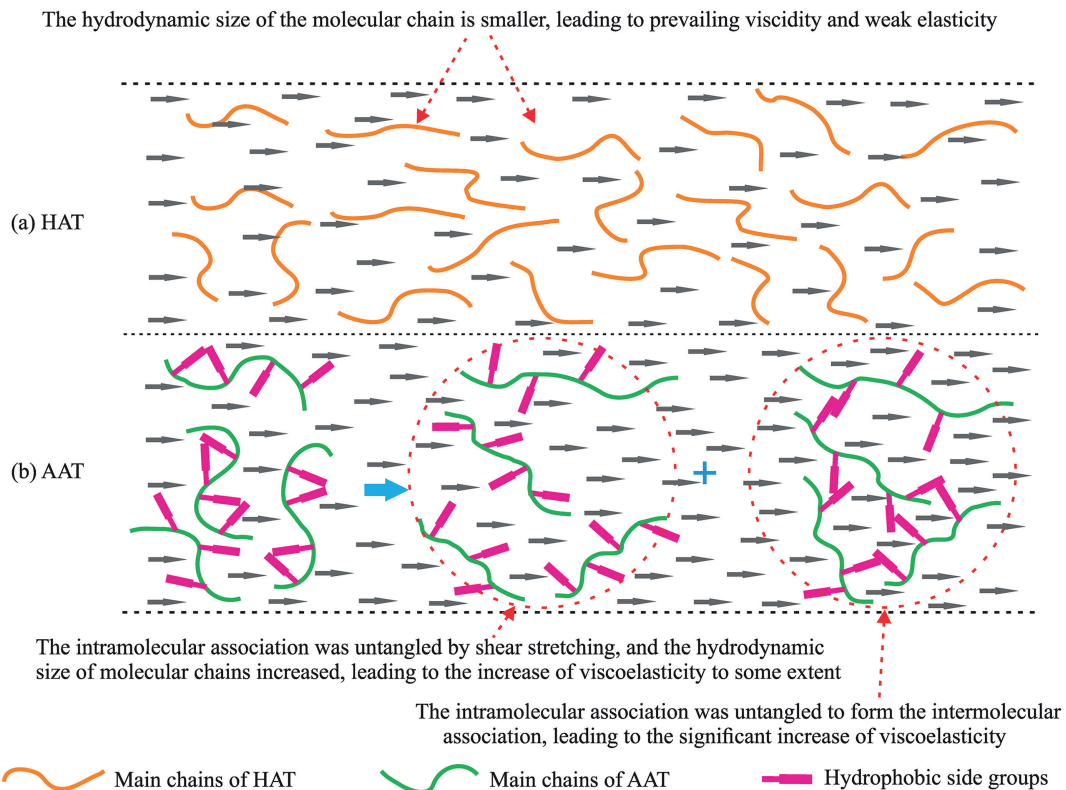 The hydrodynamic size of the molecular chain is smaller, leading to prevailing viscidity and weak elasticity
(a) HAT
(b) AAT
+
The intramolecular association was untangled by shear stretching, and the hydrodynamic
size of molecular chains increased, leading to the increase of viscoelasticity to some extent
The intramolecular association was untangled to form the intermolecular
association, leading to the significant increase of viscoelasticity
Main chains of HAT
Main chains of AAT
Hydrophobic side groups